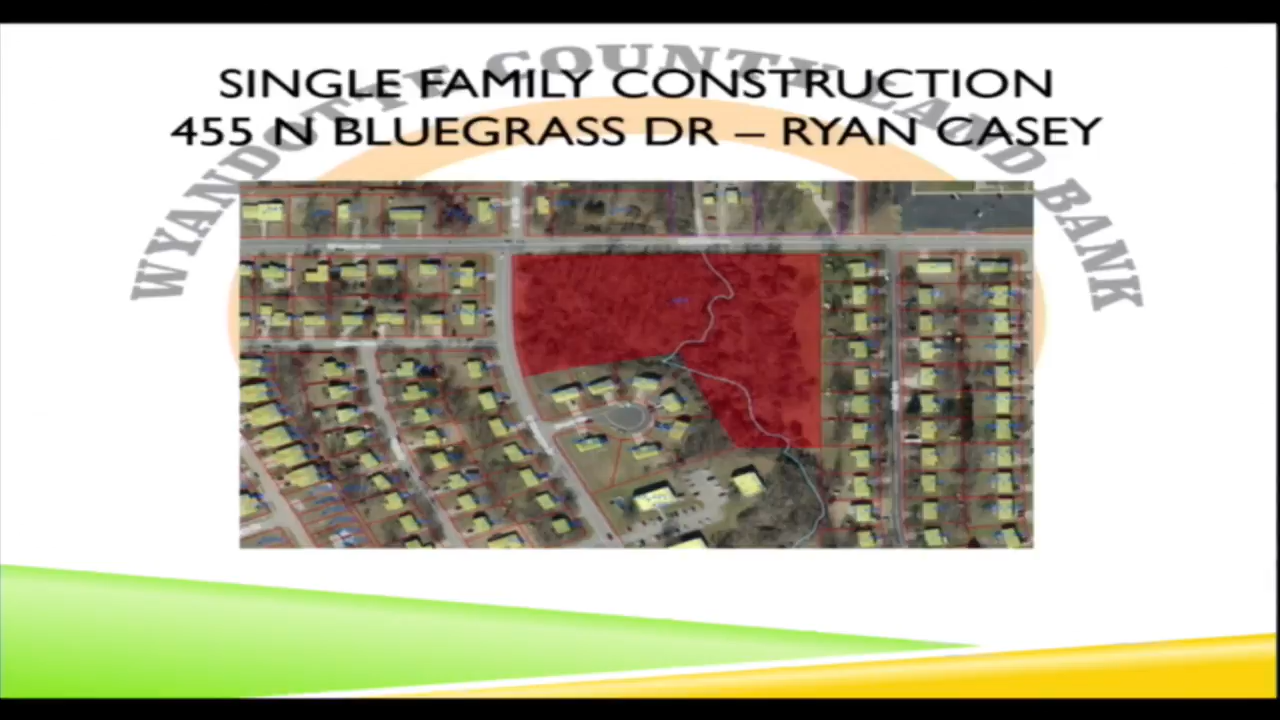 WYANDOTTE COUNTY LAND BANK
SINGLE FAMILY CONSTRUCTION
455 N BLUEGRASS DR – RYAN CASEY